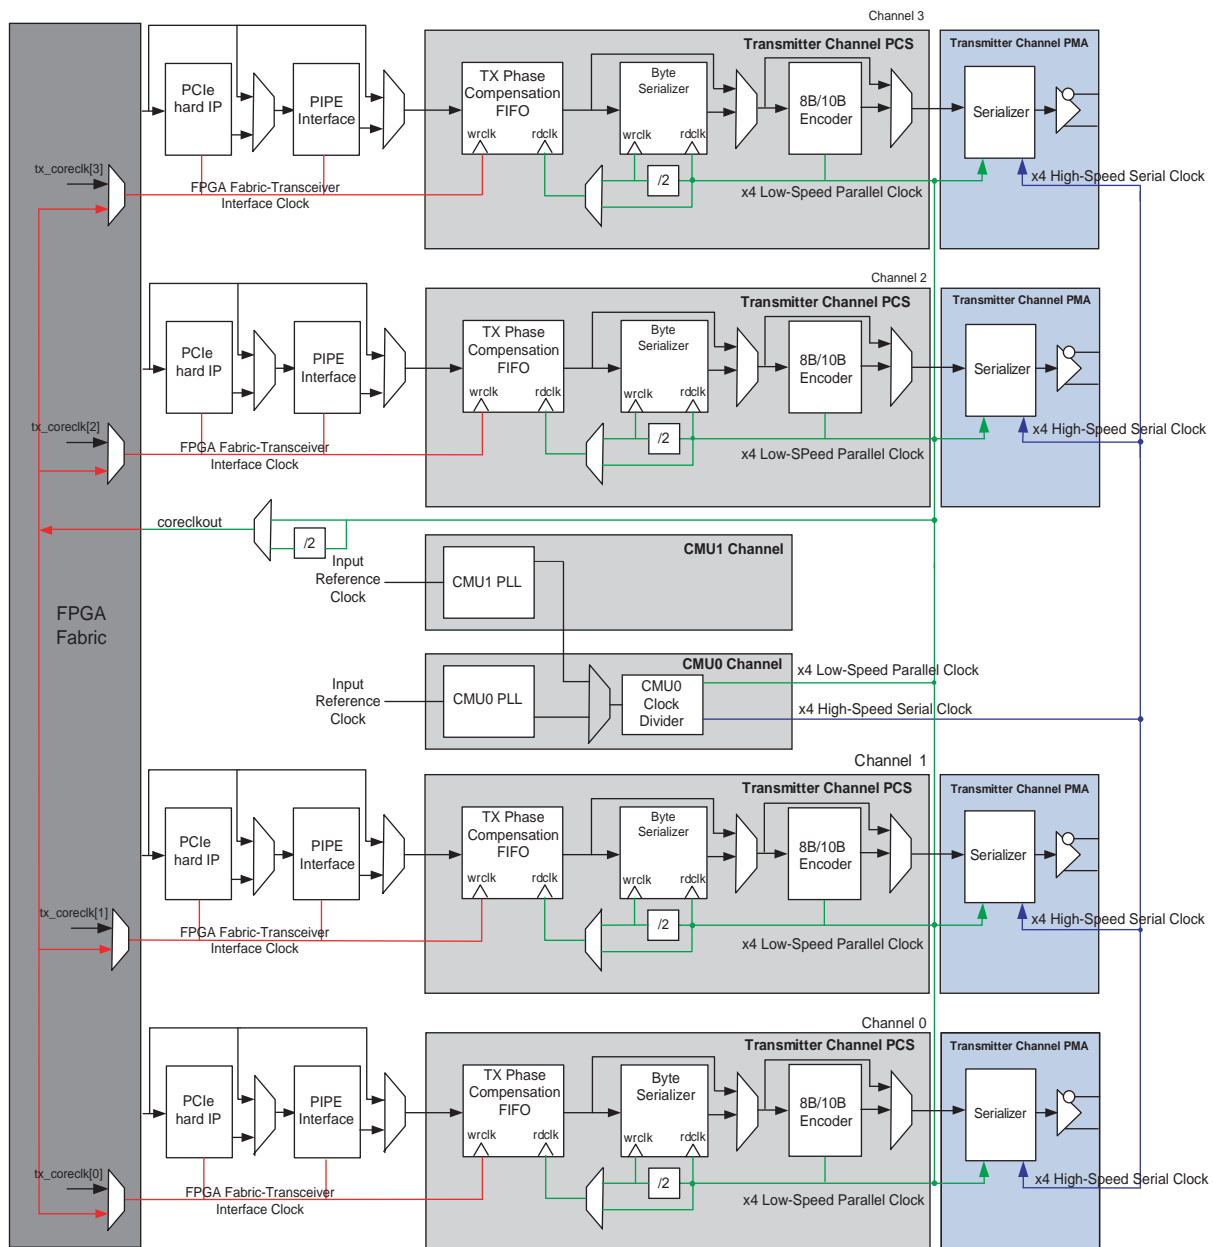 Channel 3
Transmitter Channel PCS
Transmitter Channel PMA
PCIe
hard IP
PIPE
Interface
TX Phase
Compensation
FIFO
wrclk
rdclk
Byte
Serializer
wrclk
rdclk
/2
8B/10B
Encoder
Serializer
tx_coreclk[3]
FPGA Fabric-Transceiver
Interface Clock
x4 Low-Speed Parallel Clock
x4 High-Speed Serial Clock
Channel 2
Transmitter Channel PCS
Transmitter Channel PMA
PCIe
hard IP
PIPE
Interface
TX Phase
Compensation
FIFO
wrclk
rdclk
Byte
Serializer
wrclk
rdclk
/2
8B/10B
Encoder
Serializer
tx_coreclk[2]
FPGA Fabric-Transceiver
Interface Clock
x4 Low-SPeed Parallel Clock
x4 High-Speed Serial Clock
coreclkout
/2
FPGA
Fabric
Input
Reference
Clock
CMU1 PLL
CMU1 Channel
Input
Reference
Clock
CMU0 PLL
CMU0 Channel
CMU0
Clock
Divider
x4 Low-Speed Parallel Clock
x4 High-Speed Serial Clock
Channel 1
Transmitter Channel PCS
Transmitter Channel PMA
PCIe
hard IP
PIPE
Interface
TX Phase
Compensation
FIFO
wrclk
rdclk
Byte
Serializer
wrclk
rdclk
/2
8B/10B
Encoder
Serializer
tx_coreclk[1]
FPGA Fabric-Transceiver
Interface Clock
x4 Low-Speed Parallel Clock
x4 High-Speed Serial Clock
Channel 0
Transmitter Channel PCS
Transmitter Channel PMA
PCIe
hard IP
PIPE
Interface
TX Phase
Compensation
FIFO
wrclk
rdclk
Byte
Serializer
wrclk
rdclk
/2
8B/10B
Encoder
Serializer
tx_coreclk[0]
FPGA Fabric-Transceiver
Interface Clock
x4 Low-Speed Parallel Clock
x4 High-Speed Serial Clock